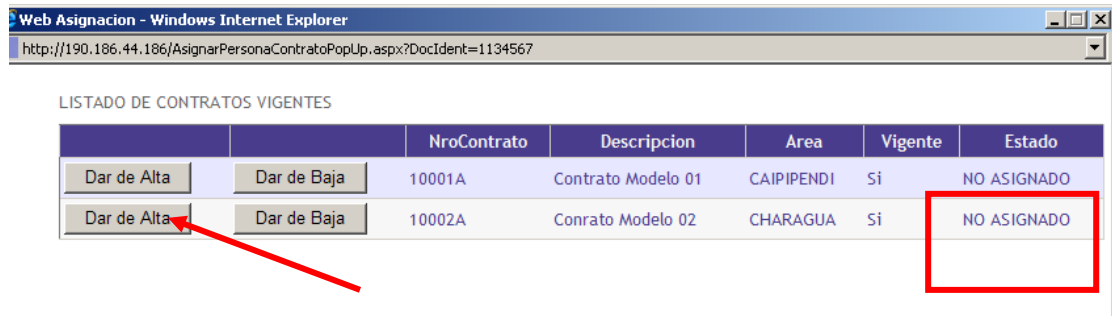 Web Asignacion - Windows Internet Explorer
http://190.186.44.186/AsignarPersonaContratoPopUp.aspx?DocIdent=1134567
LISTADO DE CONTRATOS VIGENTES
NroContrato Descripcion Area Vigente Estado
Dar de Alta Dar de Baja 10001A Contrato Modelo 01 CAIPIPENDI Si NO ASIGNADO
Dar de Alta Dar de Baja 10002A Conrato Modelo 02 CHARAGUA Si NO ASIGNADO